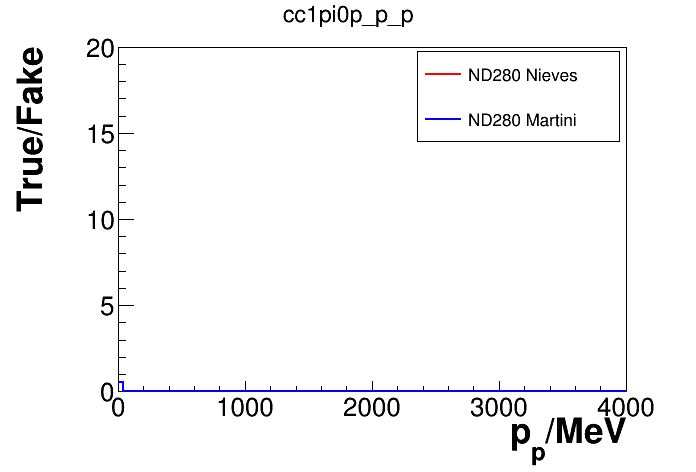 cc1pi0p_p_p
True/Fake
20
15
10
5
0
ND280 Nieves
ND280 Martini
0 1000 2000 3000 4000
p_p/MeV